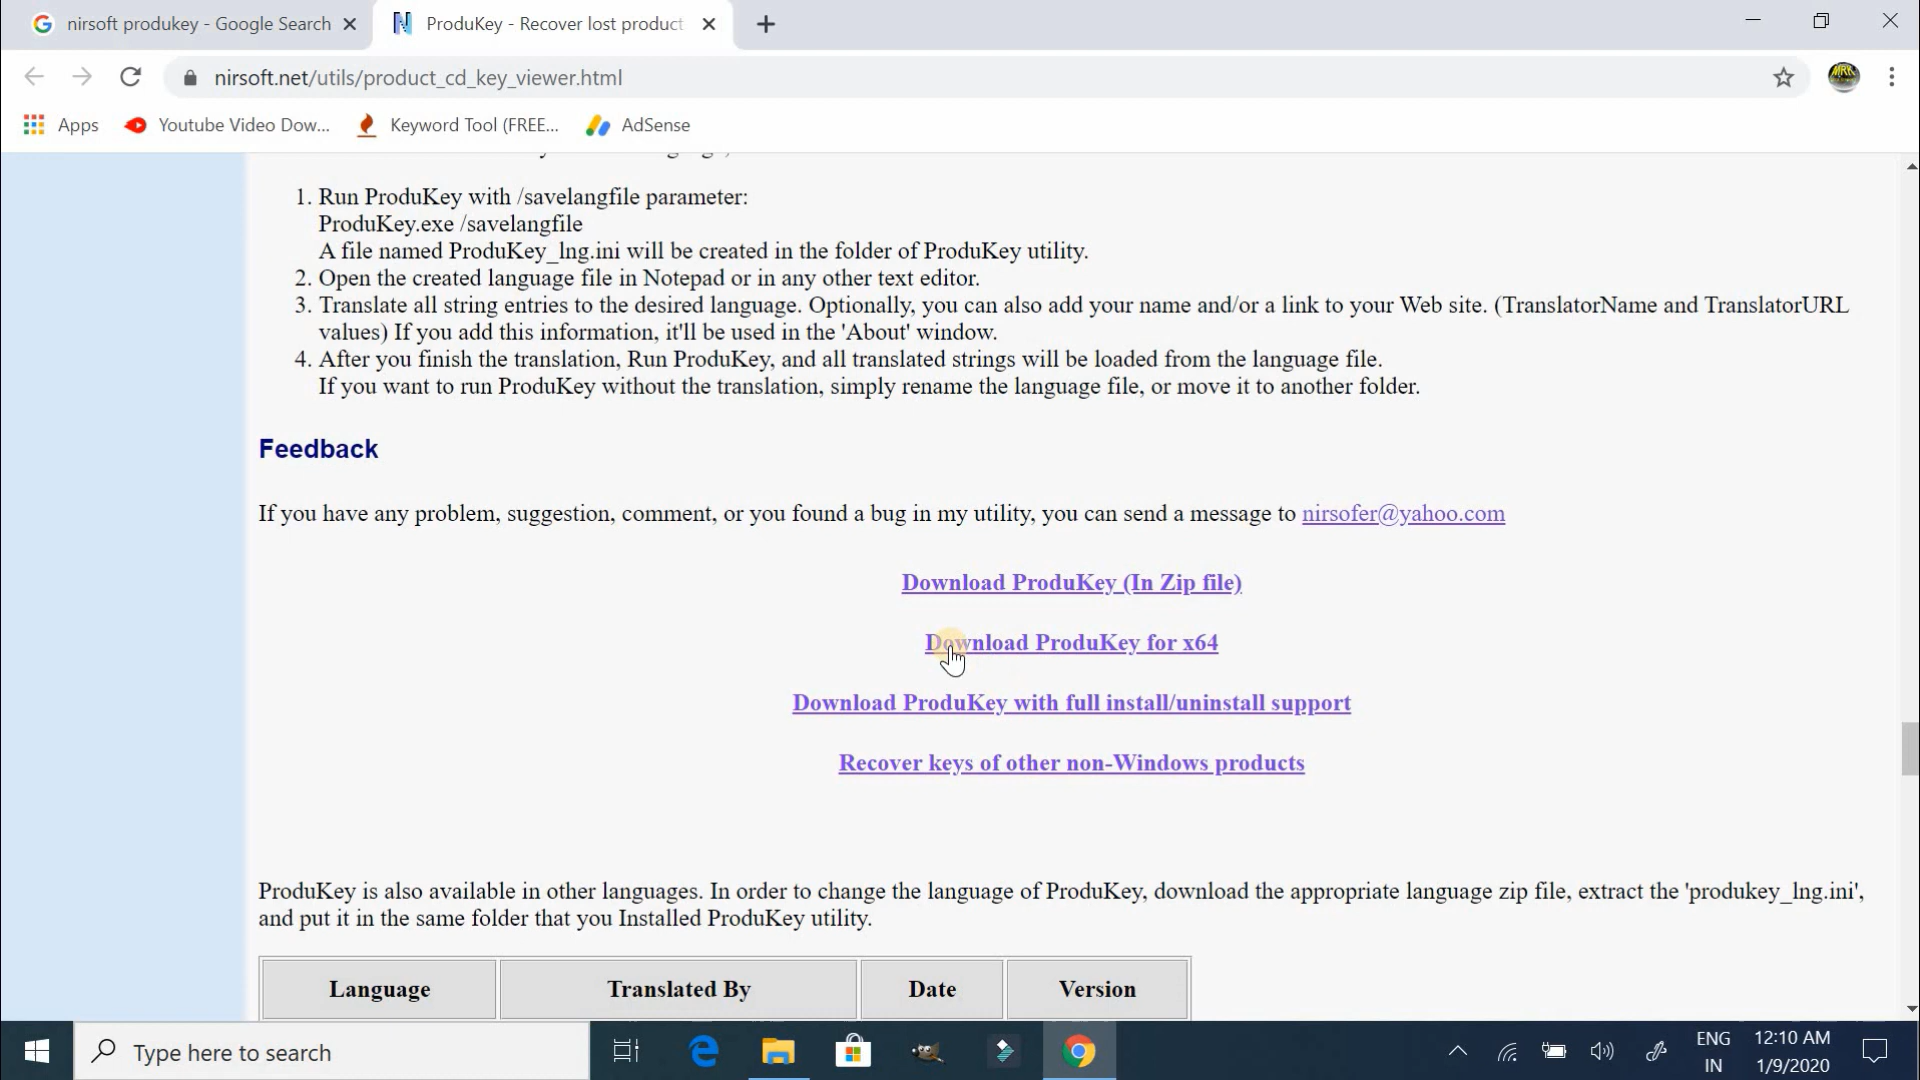 nirsoft produkey - Google Search
ProduKey - Recover lost product
nirsoft.net/utils/product_cd_key_viewer.html
MRK
Apps
Youtube Video Dow...
Keyword Tool (FREE...
AdSense
1. Run ProduKey with /savelangfile parameter:
ProduKey.exe /savelangfile
A file named ProduKey_lng.ini will be created in the folder of ProduKey utility.
2. Open the created language file in Notepad or in any other text editor.
3. Translate all string entries to the desired language. Optionally, you can also add your name and/or a link to your Web site. (TranslatorName and TranslatorURL
values) If you add this information, it'll be used in the 'About' window.
4. After you finish the translation, Run ProduKey, and all translated strings will be loaded from the language file.
If you want to run ProduKey without the translation, simply rename the language file, or move it to another folder.
Feedback
If you have any problem, suggestion, comment, or you found a bug in my utility, you can send a message to nirsofer@yahoo.com
Download ProduKey (In Zip file)
Download ProduKey for x64
Download ProduKey with full install/uninstall support
Recover keys of other non-Windows products
ProduKey is also available in other languages. In order to change the language of ProduKey, download the appropriate language zip file, extract the 'produkey_lng.ini',
and put it in the same folder that you Installed ProduKey utility.
Language Translated By Date Version
Type here to search
ENG
IN
12:10 AM
1/9/2020